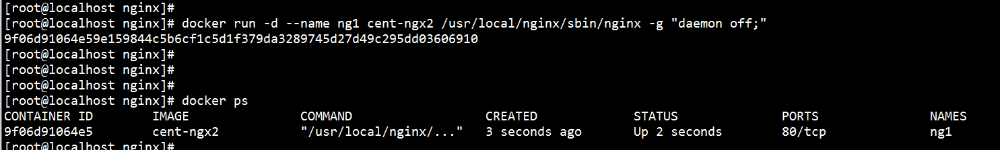 [root@localhost nginx]#
[root@localhost nginx]# docker run -d --name ng1 cent-ngx2 /usr/local/nginx/sbin/nginx -g "daemon off;"
9f06d91064e59e159844c5b6cf1c5d1f379da3289745d27d49c295dd03606910
[root@localhost nginx]#
[root@localhost nginx]#
[root@localhost nginx]#
[root@localhost nginx]# docker ps
CONTAINER ID IMAGE COMMAND CREATED STATUS PORTS NAMES
9f06d91064e5 cent-ngx2 "/usr/local/nginx/..." 3 seconds ago Up 2 seconds 80/tcp ng1
[root@localhost nginx]#